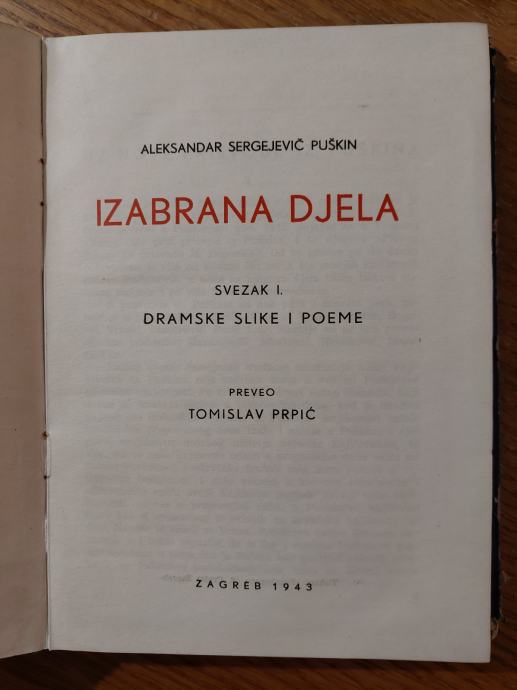 ALEKSANDAR SERGEJEVIČ PUŠKIN
IZABRANA DJELA
SVEZAK I.
DRAMSKE SLIKE I POEME
PREVEO
TOMISLAV PRPIĆ
ZAGREB 1943